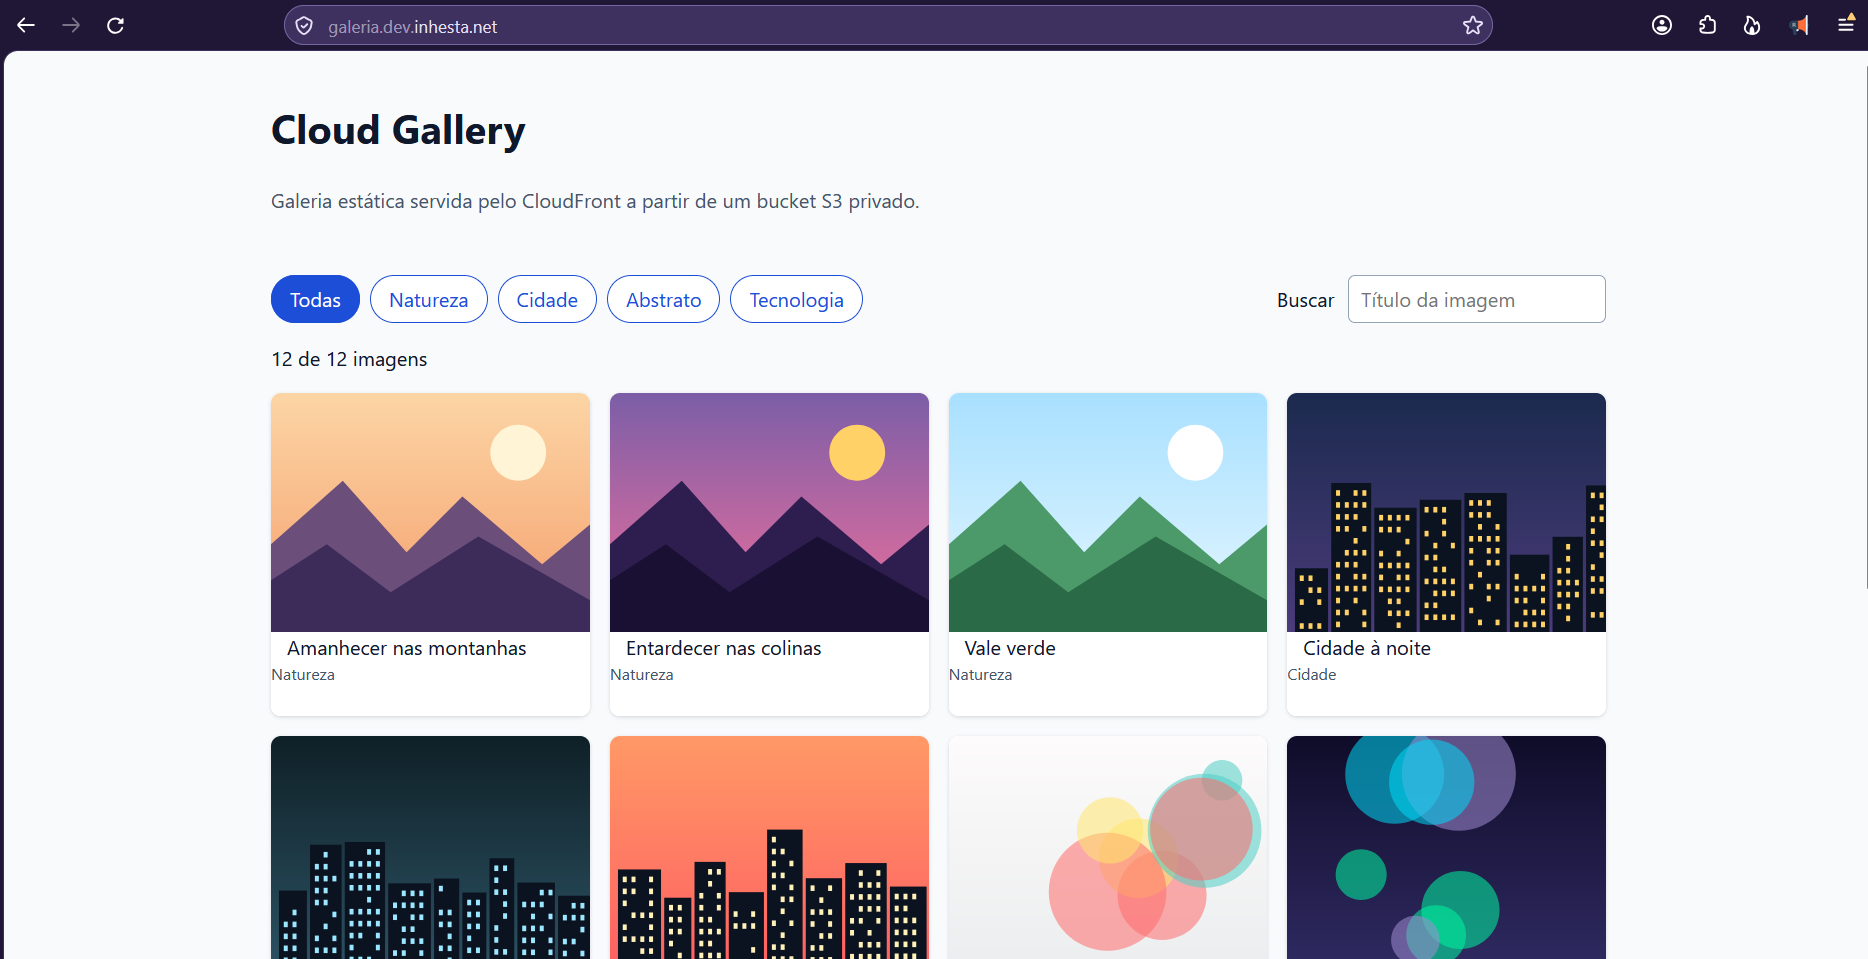 galeria.dev.inhesta.net
Cloud Gallery
Galeria estática servida pelo CloudFront a partir de um bucket S3 privado.
Todas Natureza Cidade Abstrato Tecnologia Buscar Título da imagem
12 de 12 imagens
Amanhecer nas montanhas Entardecer nas colinas Vale verde Cidade à noite
Natureza Natureza Natureza Cidade